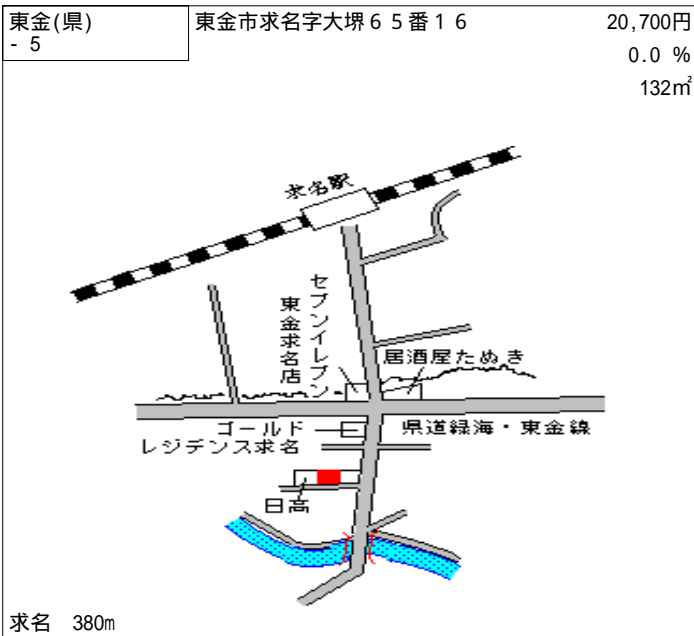 東金(県)
- 5
東金市求名字大堺６５番１６
20,700円
0.0 %
132㎡
求名駅
セブンイレブン
東金求名店
居酒屋たぬき
ゴールド
レジデンス求名
県道緑海・東金線
日高
求名 380m